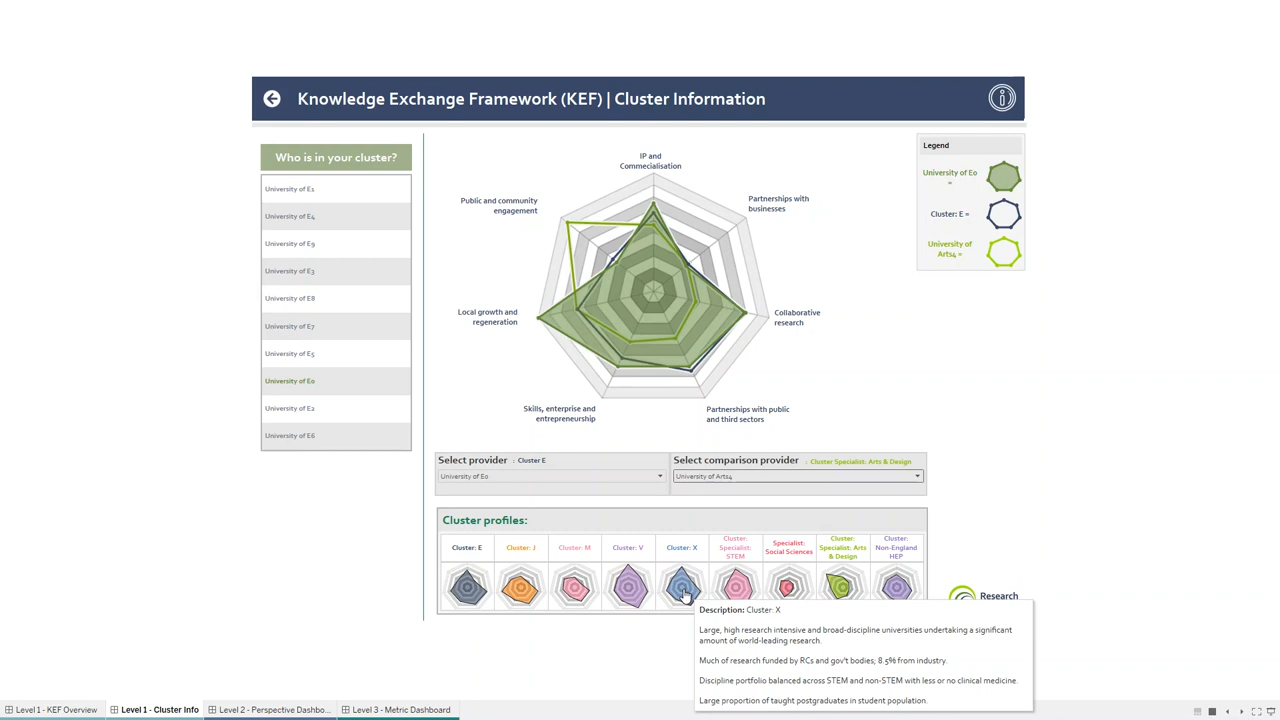 Knowledge Exchange Framework (KEF) | Cluster Information
Who is in your cluster?
University of E1
University of E4
University of E9
University of E3
University of E8
University of E7
University of E5
University of E0
University of E2
University of E6
IP and
Commecialisation
Public and community
engagement
Partnerships with
businesses
Local growth and
regeneration
Collaborative
research
Skills, enterprise and
entrepreneurship
Partnerships with public
and third sectors
Legend
University of E0
=
Cluster: E =
University of
Arts4 =
Select provider : Cluster E
University of E0
Select comparison provider : Cluster Specialist: Arts & Design
University of Arts4
Cluster profiles:
Cluster: E
Cluster: J
Cluster: M
Cluster: V
Cluster: X
Cluster:
Specialist:
STEM
Specialist:
Social Sciences
Cluster:
Specialist: Arts
& Design
Cluster:
Non-England
HEP
Research
Description: Cluster: X
Large, high research intensive and broad-discipline universities undertaking a significant
amount of world-leading research.
Much of research funded by RCs and gov't bodies; 8.5% from industry.
Discipline portfolio balanced across STEM and non-STEM with less or no clinical medicine.
Large proportion of taught postgraduates in student population.
Level 1 - KEF Overview
Level 1 - Cluster Info
Level 2 - Perspective Dashbo...
Level 3 - Metric Dashboard